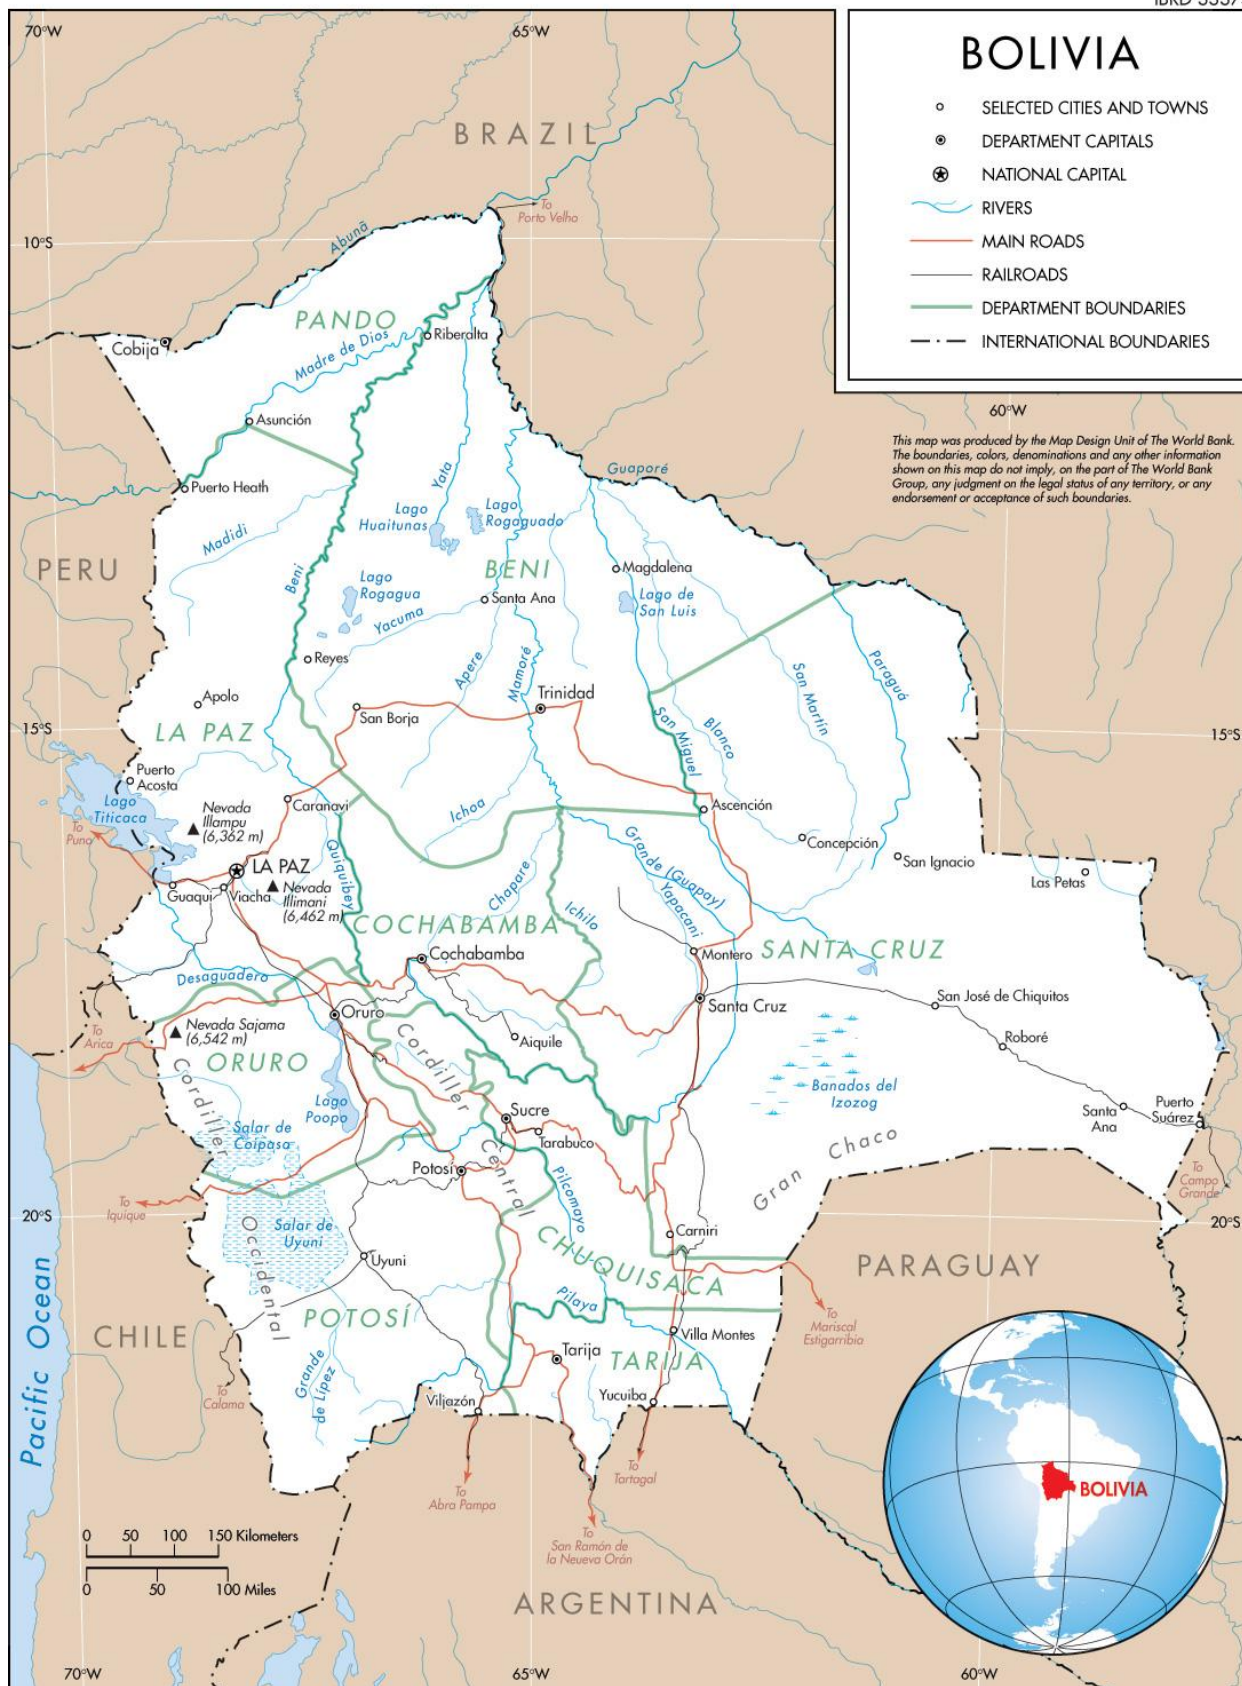 70°W
65°W
BOLIVIA
SELECTED CITIES AND TOWNS
DEPARTMENT CAPITALS
NATIONAL CAPITAL
RIVERS
MAIN ROADS
RAILROADS
DEPARTMENT BOUNDARIES
INTERNATIONAL BOUNDARIES
60°W
This map was produced by the Map Design Unit of The World Bank.
The boundaries, colors, denominations and any other information
shown on this map do not imply, on the part of The World Bank
Group, any judgment on the legal status of any territory, or any
endorsement or acceptance of such boundaries.
BRAZIL
To
Porto Velho
10°S
Abunã
PANDO
Cobija
Riberalta
Madre de Dios
Asunción
Guaporé
Puerto Heath
Yata
Lago
Huaitunas
Lago
Rogaguado
Madidi
PERU
Beni
BENI
Magdalena
Lago
Rogagua
Santa Ana
Lago de
San Luis
Yacuma
Reyes
Apere
Mamoré
Paraguá
San Martín
Apolo
San Borja
Trinidad
LA PAZ
San Miguel
Blanco
15°S
15°S
Puerto
Acosta
Lago
Titicaca
Nevada
Illampu
(6,362 m)
Caranavi
Ichoa
Ascención
To
Puno
Concepción
Grande (Guapay)
San Ignacio
LA PAZ
Quiquibey
Las Petas
Guaqui
Viacha
Nevada
Illimani
(6,462 m)
Chapare
Yapacani
Ichilo
COCHABAMBA
SANTA CRUZ
Cochabamba
Montero
Desaguadero
San José de Chiquitos
Santa Cruz
Oruro
To
Arica
Nevada Sajama
(6,542 m)
Aiquile
Roboré
ORURO
Cordiller
Central
Cordiller
Occidental
Banados del
Izozog
Lago
Poopo
Sucre
Santa
Ana
Puerto
Suárez
Salar de
Coipasa
Tarabuco
Gran Chaco
Potosí
Pilcomayo
To
Campo
Grande
To
Iquique
20°S
20°S
Salar de
Uyuni
Carniri
Uyuni
CHUQUISACA
PARAGUAY
Pilaya
POTOSÍ
To
Mariscal
Estigarribia
CHILE
Villa Montes
Tarija
TARIJA
Grande
de Lípez
To
Calama
Viljazón
Yucuiba
Pacific Ocean
To
Abra Pampa
To
Tartagal
BOLIVIA
0 50 100 150 Kilometers
0 50 100 Miles
To
San Ramón de
la Neueva Orán
ARGENTINA
70°W
65°W
60°W